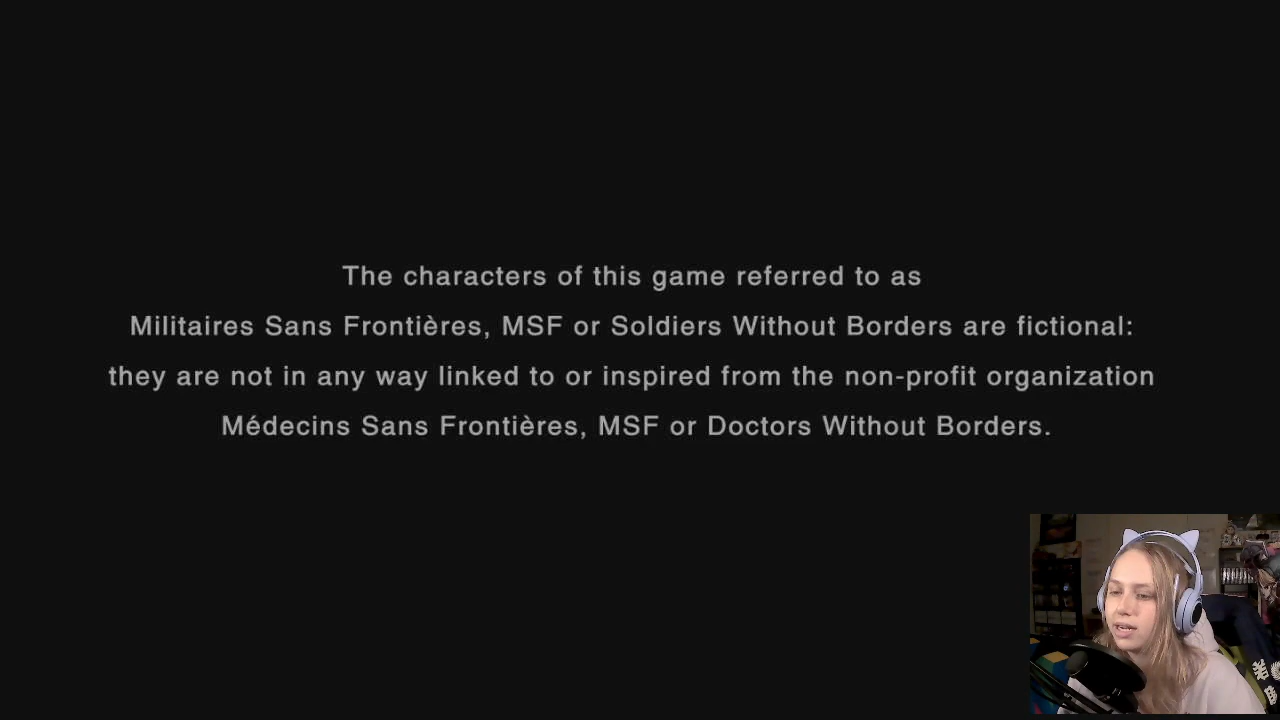 The characters of this game referred to as
Militaires Sans Frontières, MSF or Soldiers Without Borders are fictional:
they are not in any way linked to or inspired from the non-profit organization
Médecins Sans Frontières, MSF or Doctors Without Borders.